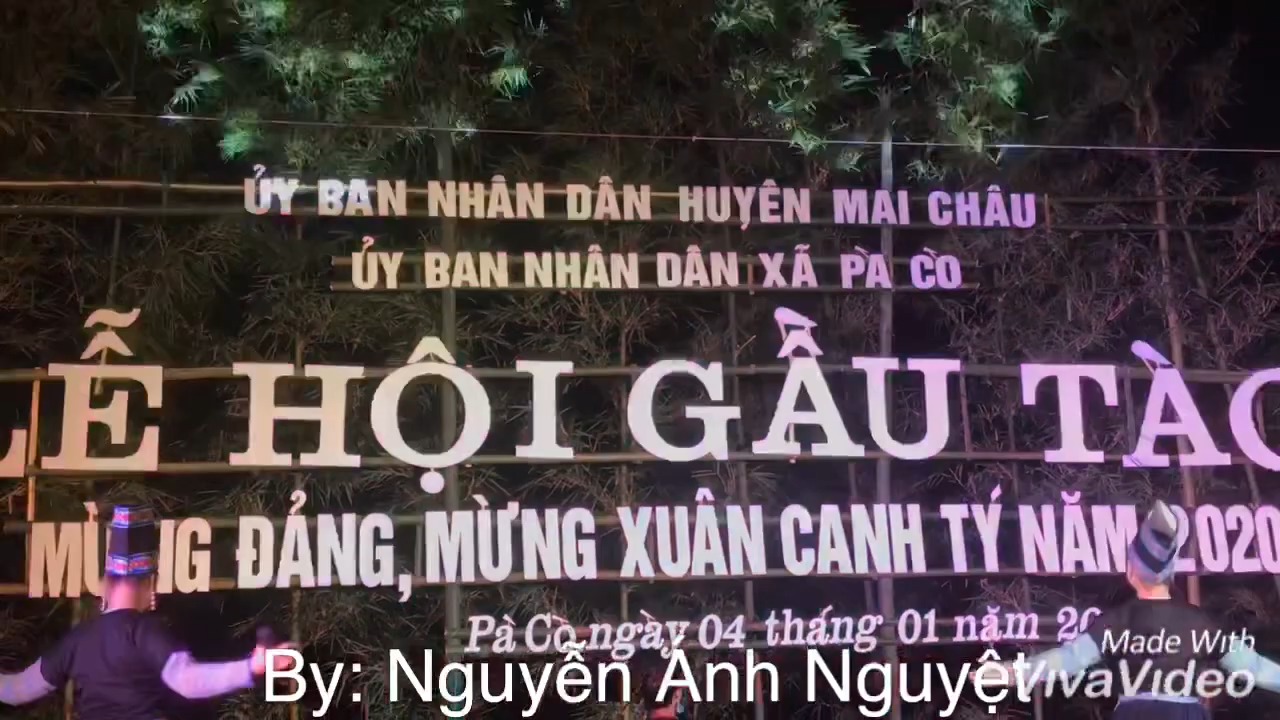 ỦY BAN NHÂN DÂN HUYỆN MAI CHÂU
ỦY BAN NHÂN DÂN XÃ PÀ CÒ
LỄ HỘI GẦU TÀO
MỪNG ĐẢNG, MỪNG XUÂN CANH TÝ NĂM 2020
Pà Cò, ngày 04 tháng 01 năm
By: Nguyễn Ánh Nguyệt
Made With
VivaVideo